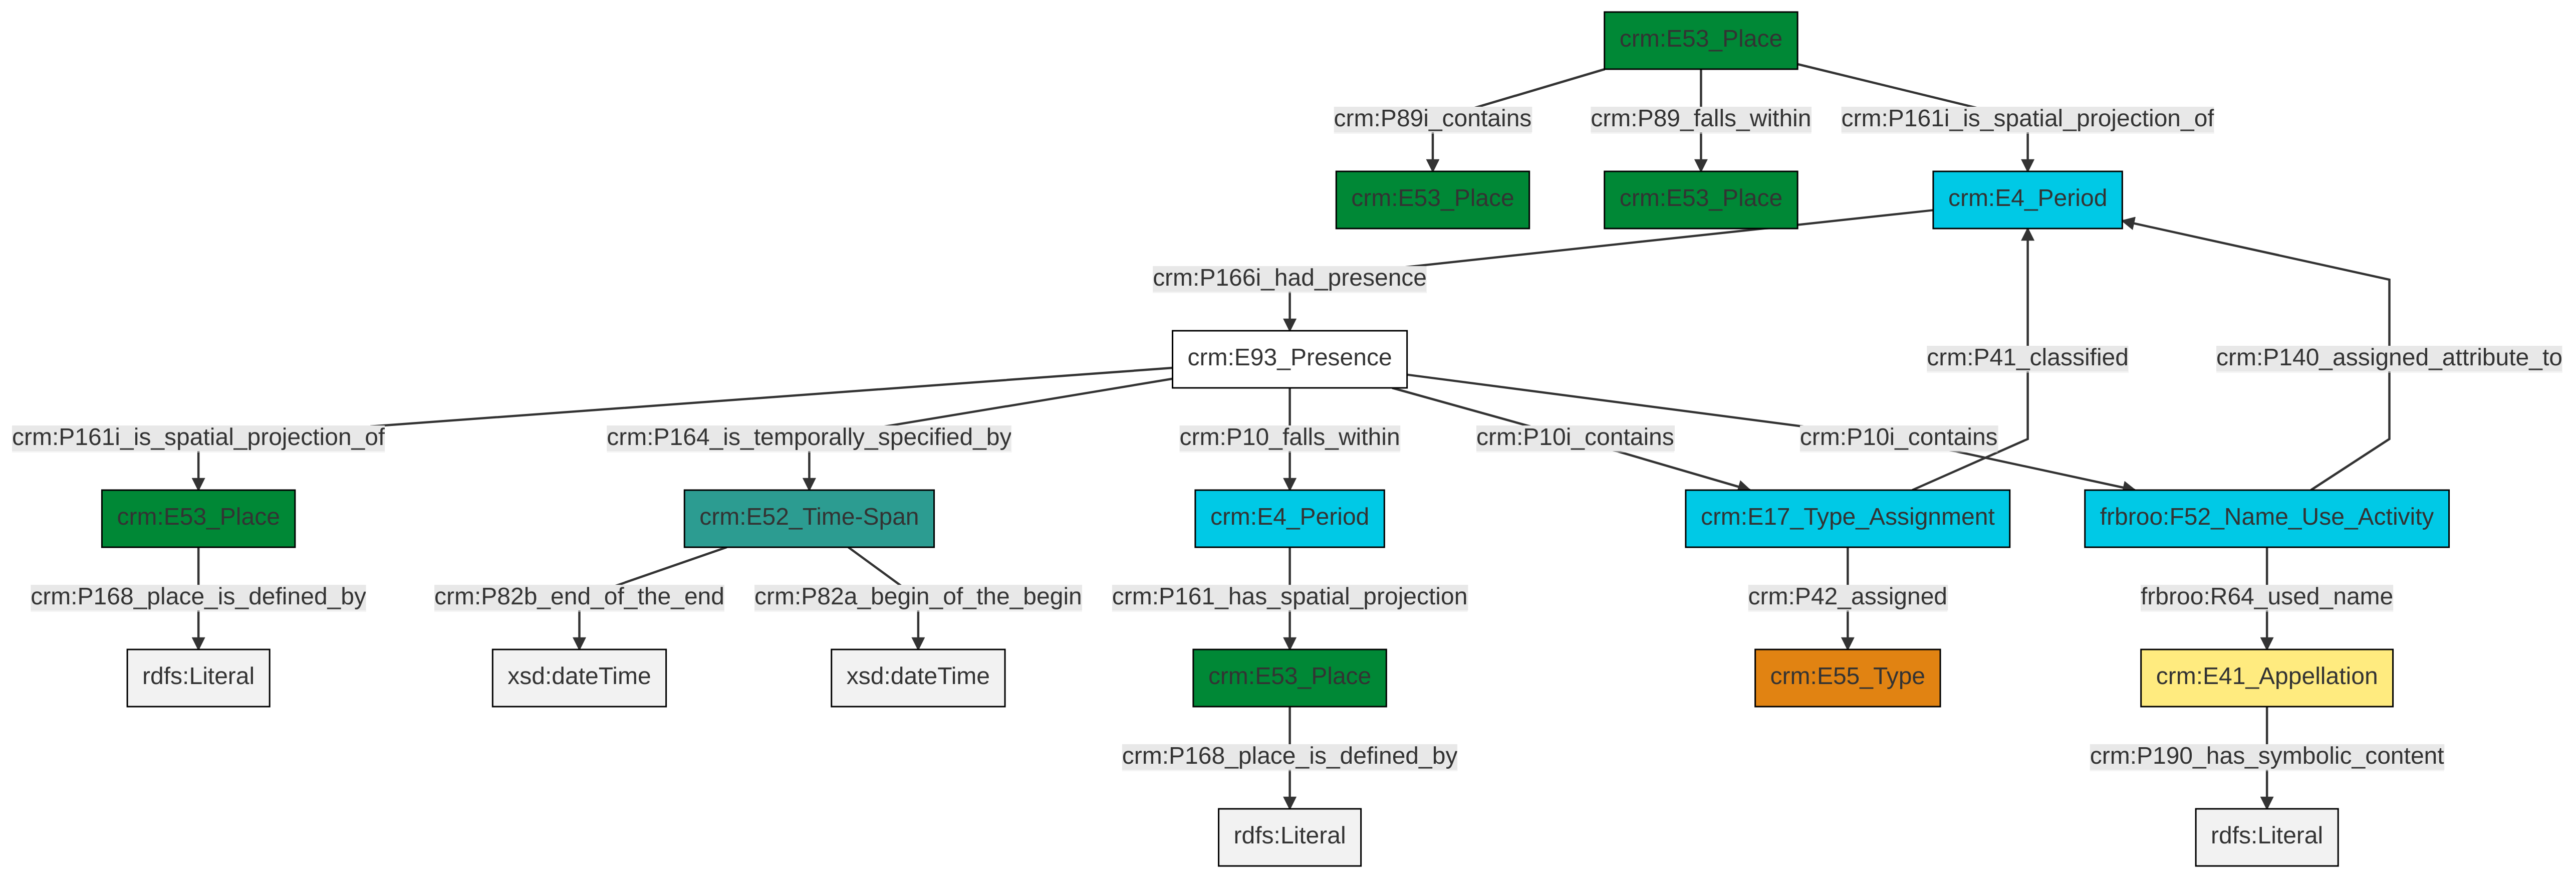 crm:E53_Place
crm:P89i_contains
crm:P89_falls_within
crm:P161i_is_spatial_projection_of
crm:E53_Place
crm:E53_Place
crm:E4_Period
crm:P166i_had_presence
crm:E93_Presence
crm:P41_classified
crm:P140_assigned_attribute_to
crm:P161i_is_spatial_projection_of
crm:P164_is_temporally_specified_by
crm:P10_falls_within
crm:P10i_contains
crm:P10i_contains
crm:E53_Place
crm:E52_Time-Span
crm:E4_Period
crm:E17_Type_Assignment
frbroo:F52_Name_Use_Activity
crm:P168_place_is_defined_by
crm:P82b_end_of_the_end
crm:P82a_begin_of_the_begin
crm:P161_has_spatial_projection
crm:P42_assigned
frbroo:R64_used_name
rdfs:Literal
xsd:dateTime
xsd:dateTime
crm:E53_Place
crm:E55_Type
crm:E41_Appellation
crm:P168_place_is_defined_by
crm:P190_has_symbolic_content
rdfs:Literal
rdfs:Literal